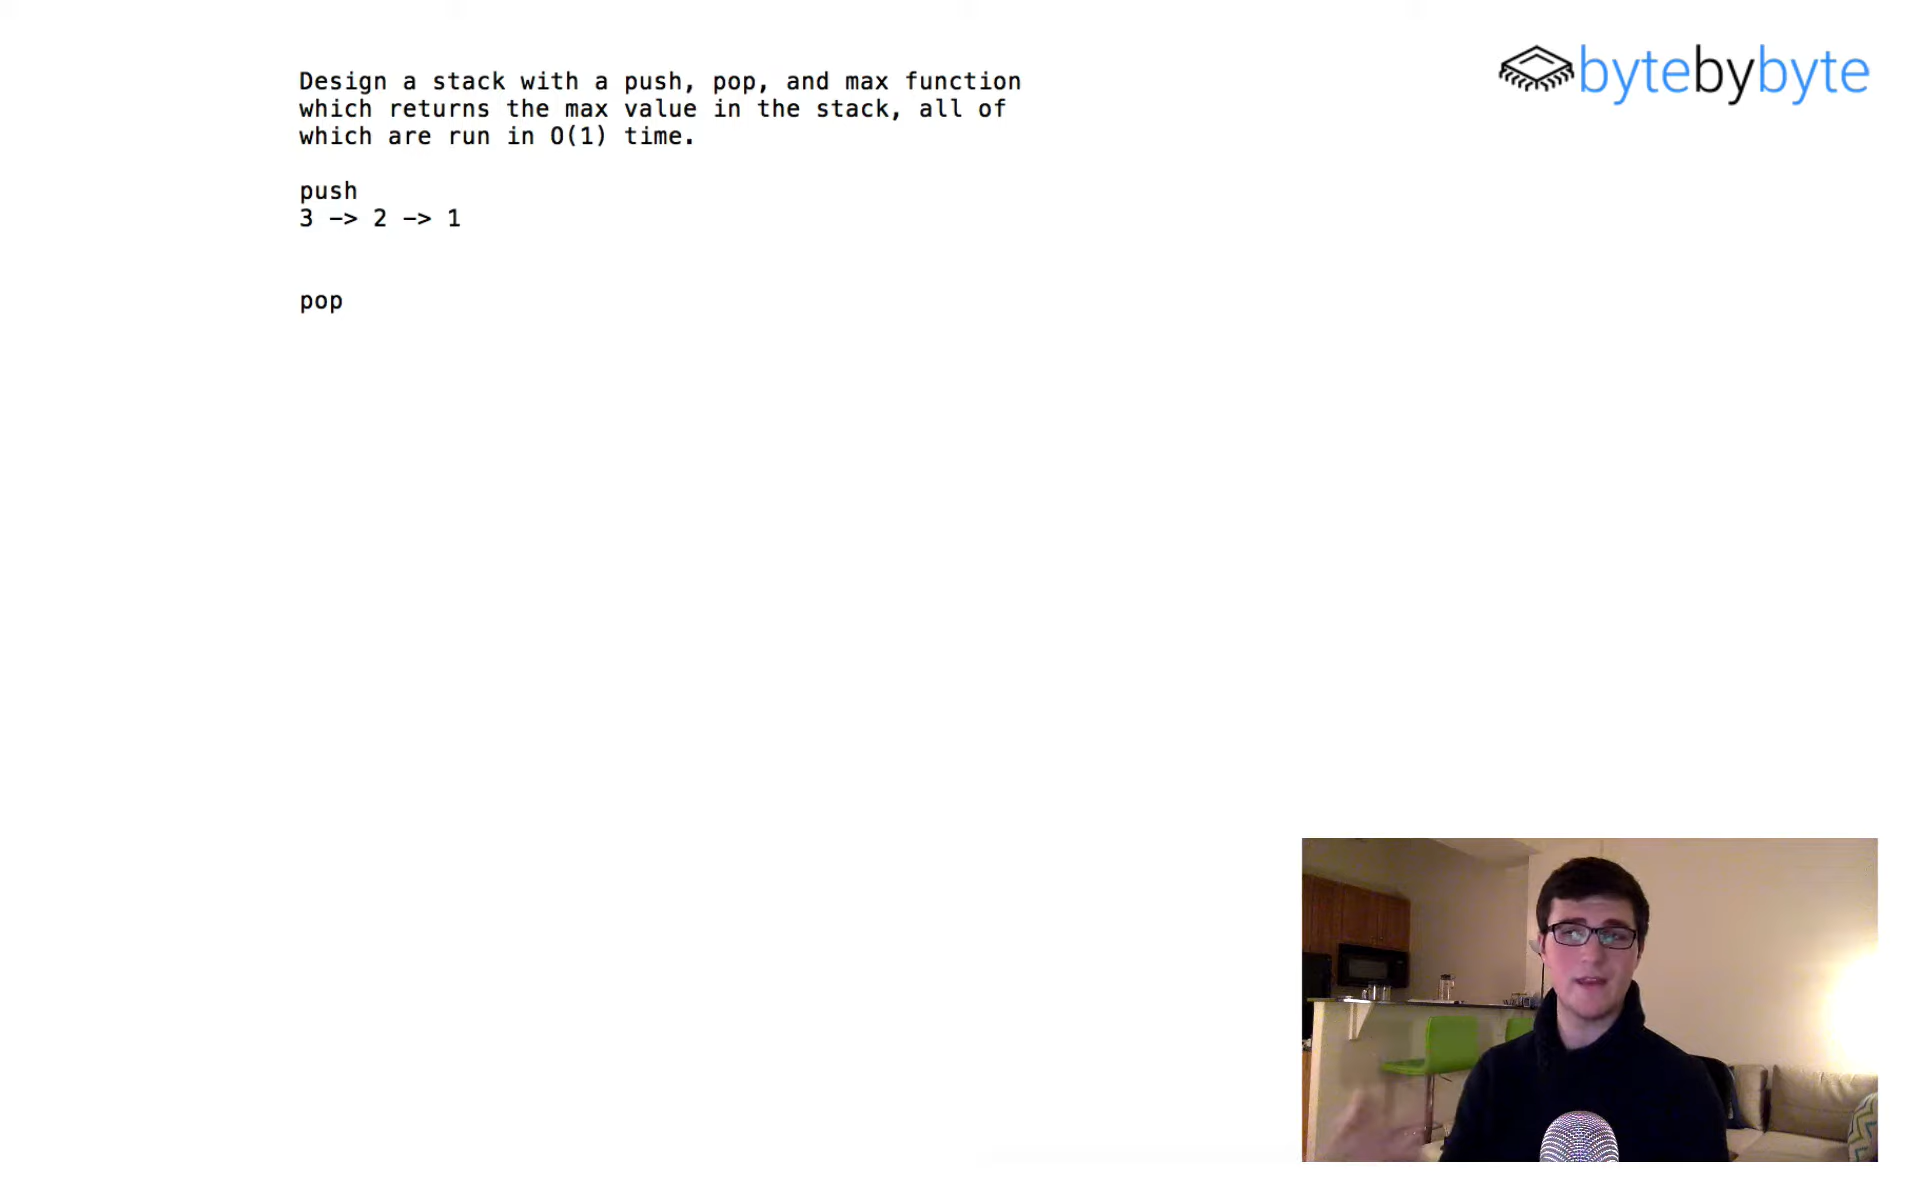 bytebybyte
Design a stack with a push, pop, and max function
which returns the max value in the stack, all of
which are run in O(1) time.
push
3 -> 2 -> 1
pop